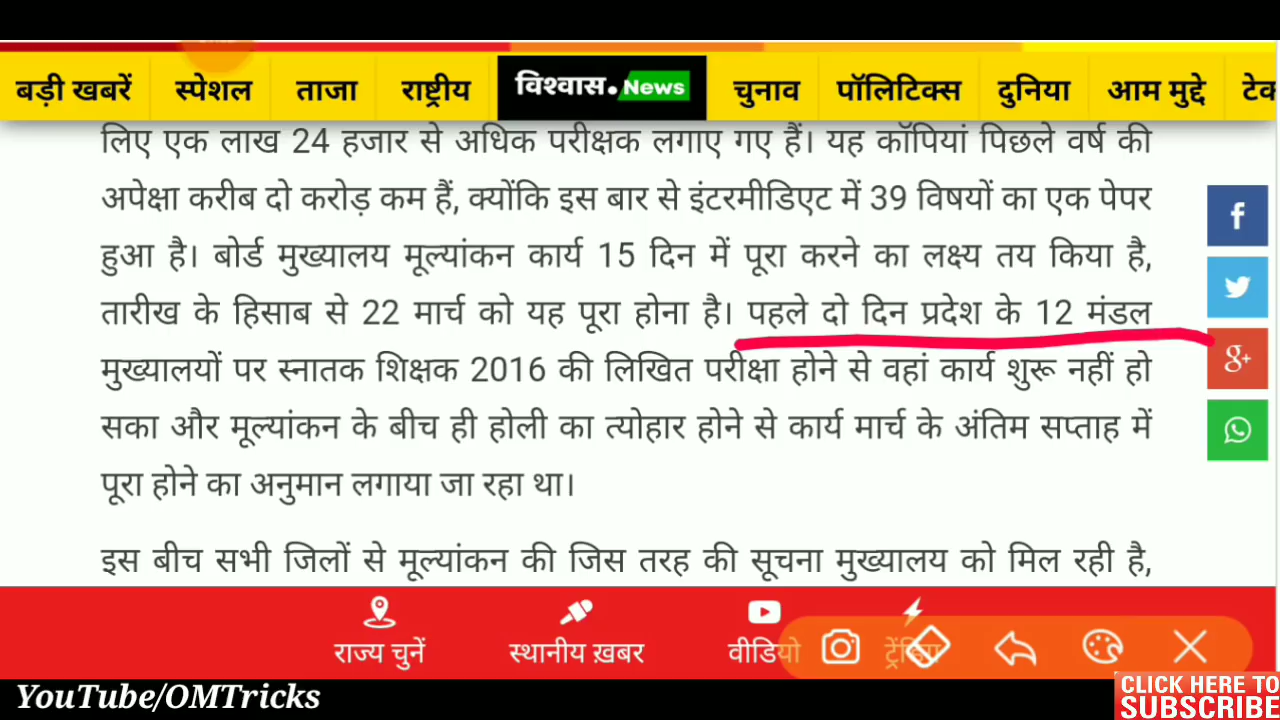 बड़ी खबरें स्पेशल ताजा राष्ट्रीय विश्वास.News चुनाव पॉलिटिक्स दुनिया आम मुद्दे टेक
लिए एक लाख 24 हजार से अधिक परीक्षक लगाए गए हैं। यह कॉपियां पिछले वर्ष की
अपेक्षा करीब दो करोड़ कम हैं, क्योंकि इस बार से इंटरमीडिएट में 39 विषयों का एक पेपर
हुआ है। बोर्ड मुख्यालय मूल्यांकन कार्य 15 दिन में पूरा करने का लक्ष्य तय किया है,
तारीख के हिसाब से 22 मार्च को यह पूरा होना है। पहले दो दिन प्रदेश के 12 मंडल
मुख्यालयों पर स्नातक शिक्षक 2016 की लिखित परीक्षा होने से वहां कार्य शुरू नहीं हो
सका और मूल्यांकन के बीच ही होली का त्योहार होने से कार्य मार्च के अंतिम सप्ताह में
पूरा होने का अनुमान लगाया जा रहा था।
इस बीच सभी जिलों से मूल्यांकन की जिस तरह की सूचना मुख्यालय को मिल रही है,
f
g+
राज्य चुनें स्थानीय ख़बर वीडियो ट्रेंडिंग
YouTube/OMTricks
CLICK HERE TO
SUBSCRIBE